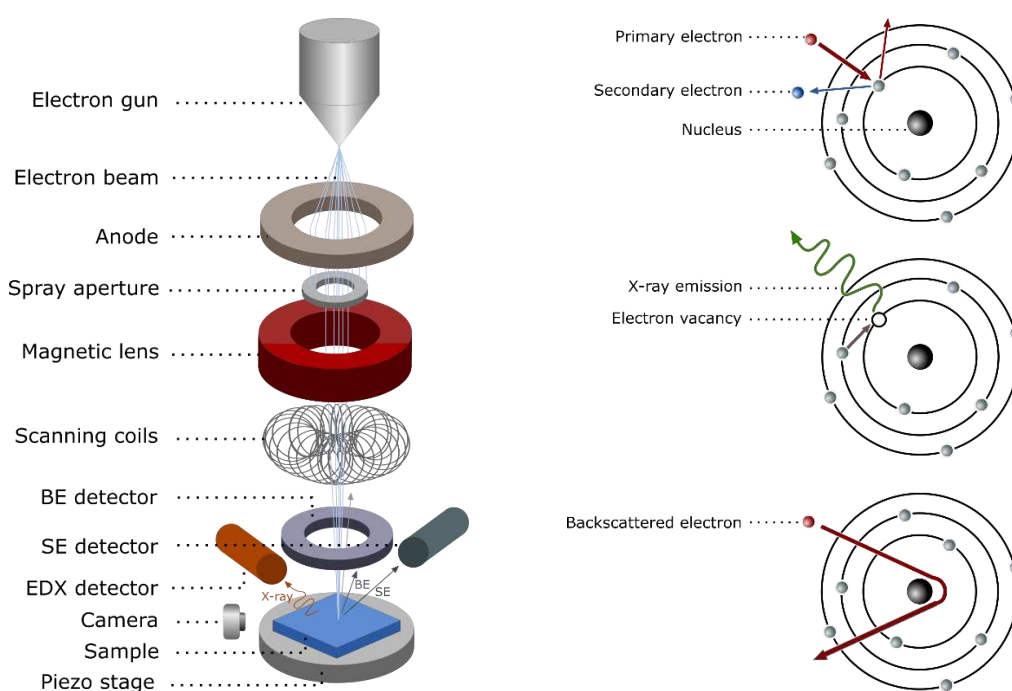 Electron gun
Electron beam
Anode
Spray aperture
Magnetic lens
Scanning coils
BE detector
SE detector
EDX detector
Camera
Sample
Piezo stage
X-ray
BE
SE
Primary electron
Secondary electron
Nucleus
X-ray emission
Electron vacancy
Backscattered electron